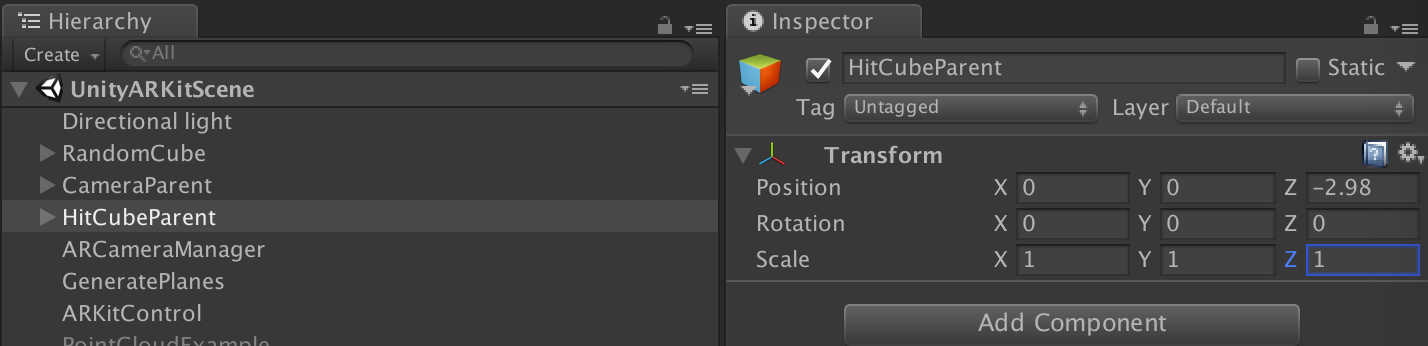 Hierarchy
Create
All
UnityARKitScene
Directional light
RandomCube
CameraParent
HitCubeParent
ARCameraManager
GeneratePlanes
ARKitControl
PointCloudExample
Inspector
HitCubeParent Static
Tag Untagged Layer Default
Transform
Position X 0 Y 0 Z -2.98
Rotation X 0 Y 0 Z 0
Scale X 1 Y 1 Z 1
Add Component